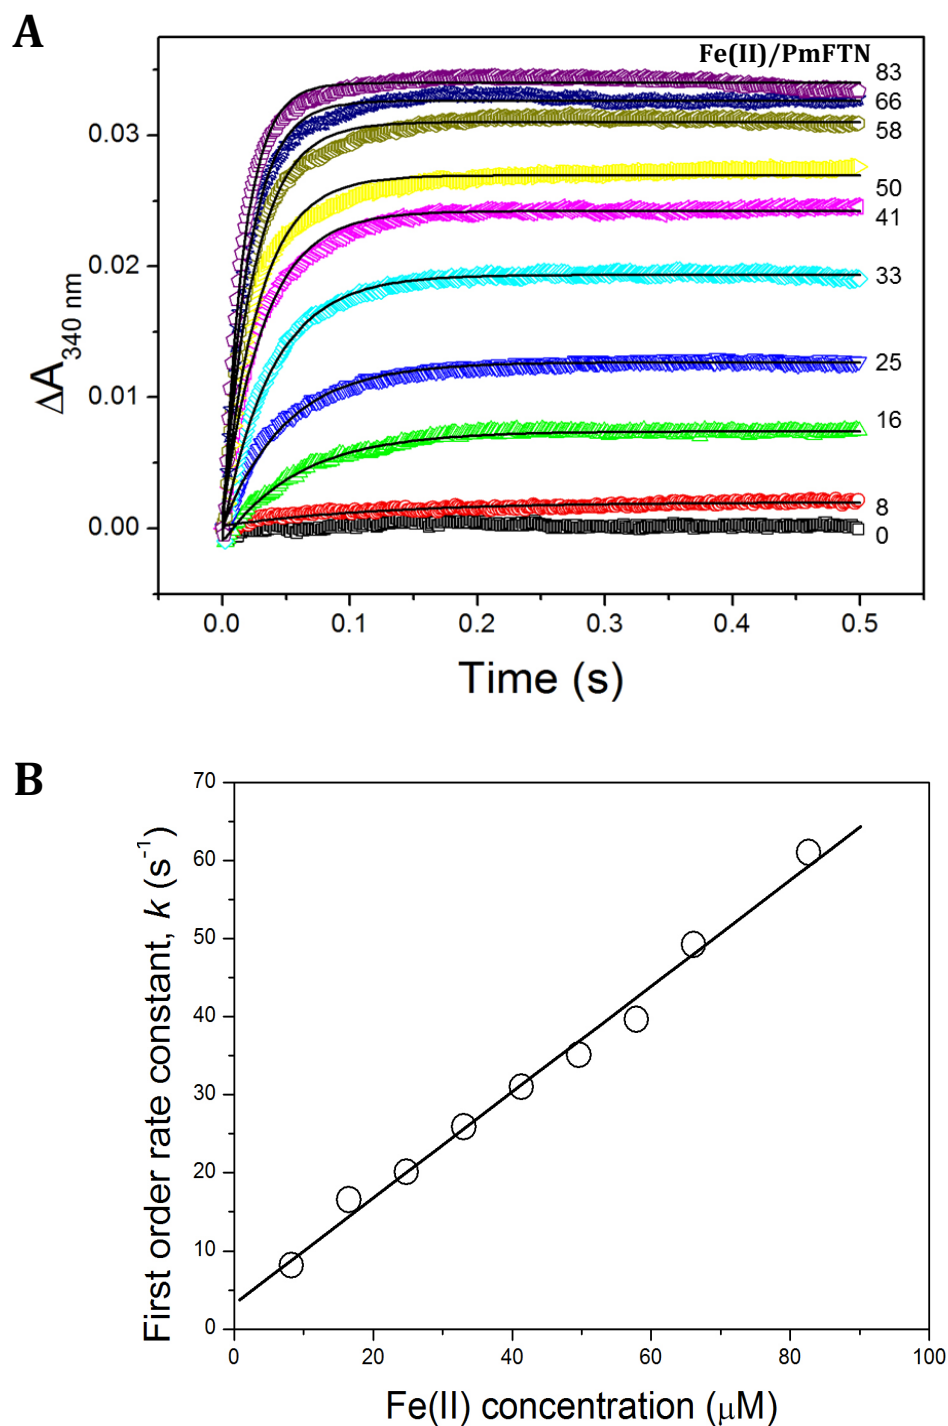 A
Fe(II)/PmFTN
83
66
58
50
41
33
25
16
8
0
0.03
0.02
0.01
0.00
ΔA340 nm
0.0 0.1 0.2 0.3 0.4 0.5
Time (s)
B
70
60
50
40
30
20
10
0
First order rate constant, k (s⁻¹)
0 20 40 60 80 100
Fe(II) concentration (μM)